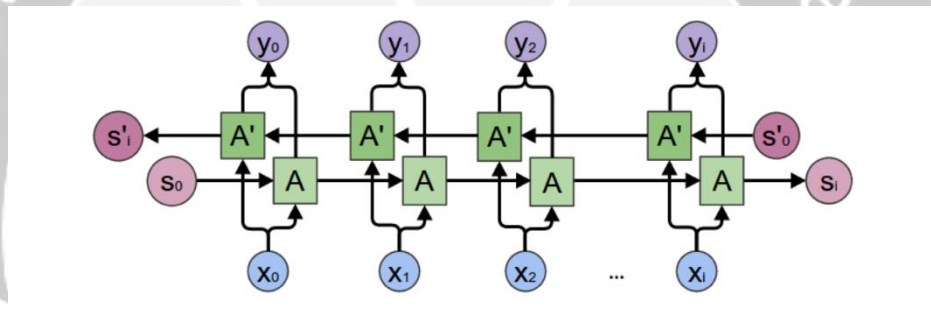 y₀ y₁ y₂ yᵢ
s'ᵢ A' A' A' A' s'₀
s₀ A A A A sᵢ
x₀ x₁ x₂ ... xᵢ